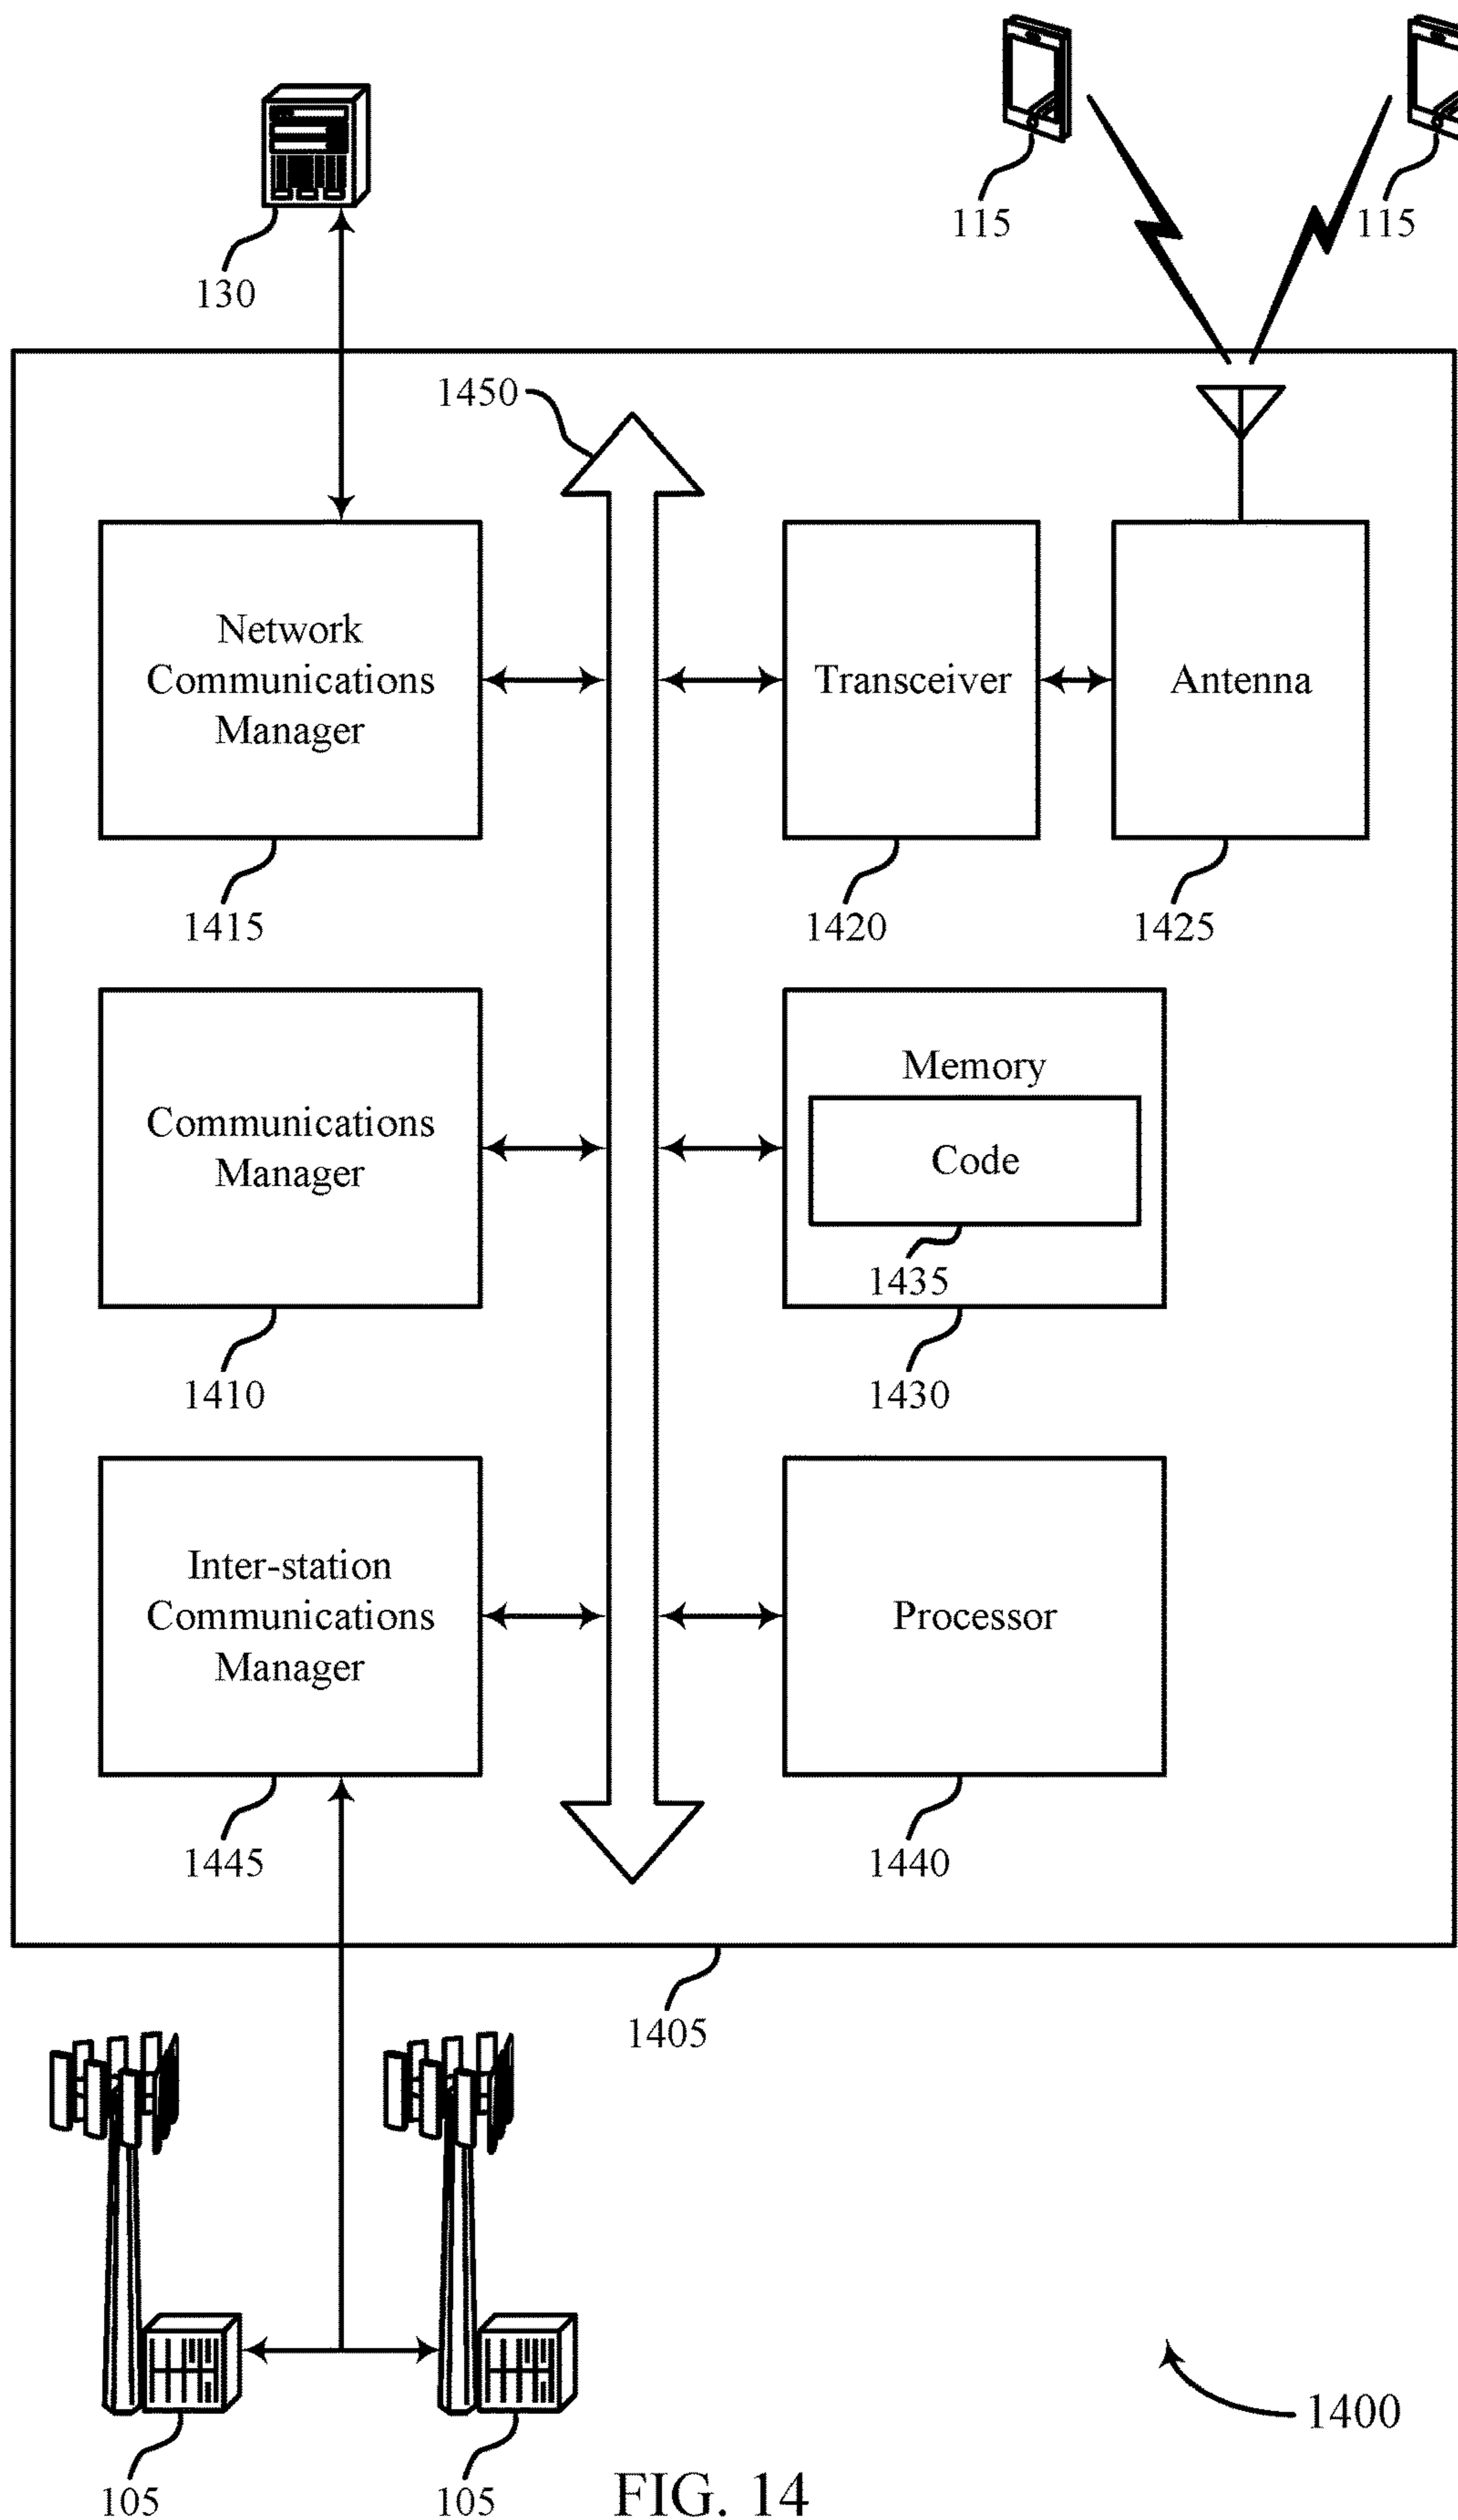 115
115
130
1450
Network
Communications
Manager
Transceiver
Antenna
1415
1420
1425
Communications
Manager
Memory
Code
1435
1410
1430
Inter-station
Communications
Manager
Processor
1445
1440
1405
1400
105
105
FIG. 14